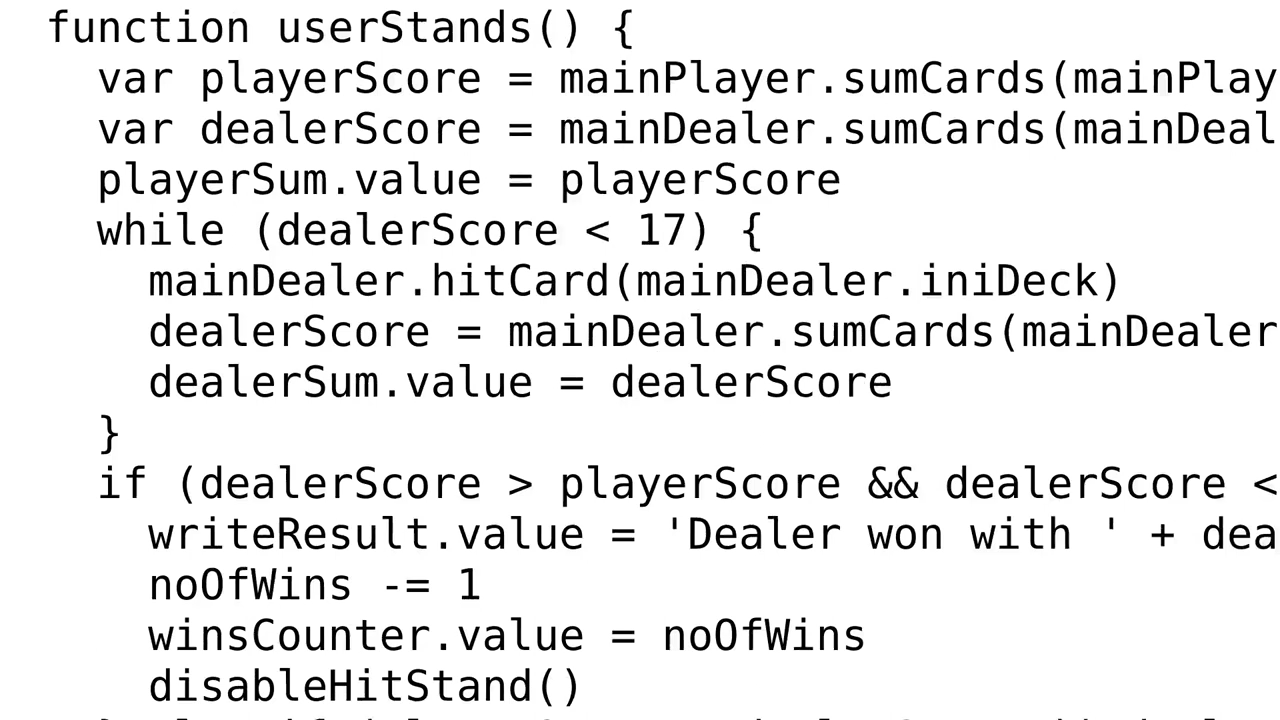 function userStands() {
var playerScore = mainPlayer.sumCards(mainPlay
var dealerScore = mainDealer.sumCards(mainDeal
playerSum.value = playerScore
while (dealerScore < 17) {
mainDealer.hitCard(mainDealer.iniDeck)
dealerScore = mainDealer.sumCards(mainDealer
dealerSum.value = dealerScore
}
if (dealerScore > playerScore && dealerScore <
writeResult.value = 'Dealer won with ' + dea
noOfWins -= 1
winsCounter.value = noOfWins
disableHitStand()